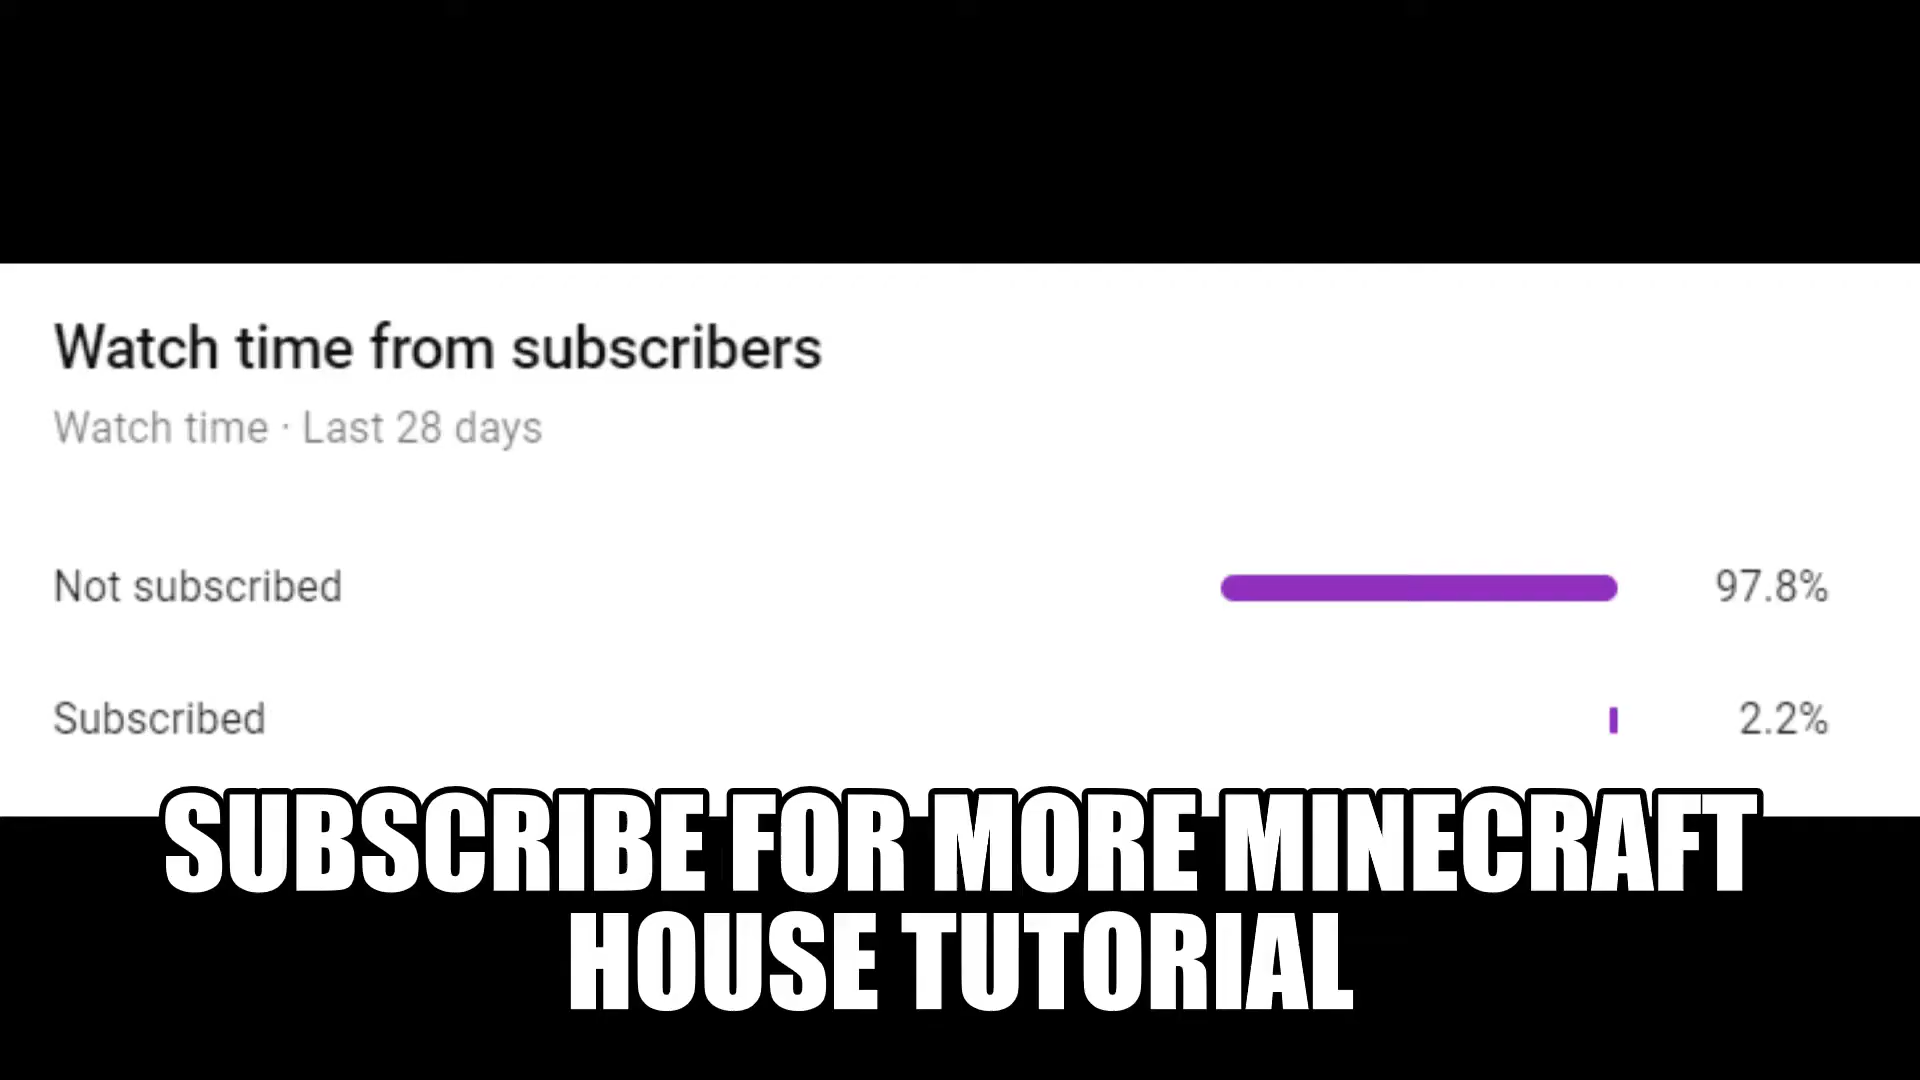 Watch time from subscribers
Watch time · Last 28 days
Not subscribed 97.8%
Subscribed 2.2%
SUBSCRIBE FOR MORE MINECRAFT
HOUSE TUTORIAL